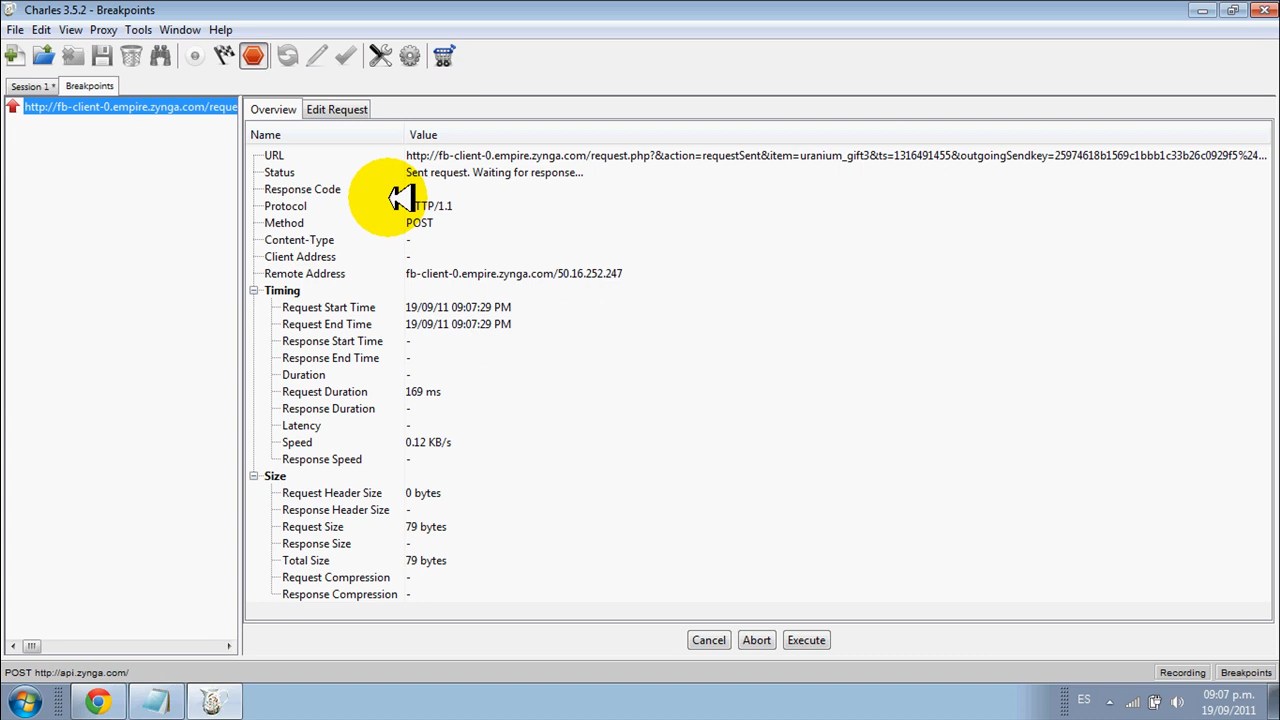 Charles 3.5.2 - Breakpoints
File Edit View Proxy Tools Window Help
Session 1 * Breakpoints
http://fb-client-0.empire.zynga.com/reque
Overview Edit Request
Name Value
URL http://fb-client-0.empire.zynga.com/request.php?&action=requestSent&item=uranium_gift3&ts=1316491455&outgoingSendkey=25974618b1569c1bbb1c33b26c0929f5%24...
Status Sent request. Waiting for response...
Response Code
Protocol TTP/1.1
Method POST
Content-Type -
Client Address -
Remote Address fb-client-0.empire.zynga.com/50.16.252.247
Timing
Request Start Time 19/09/11 09:07:29 PM
Request End Time 19/09/11 09:07:29 PM
Response Start Time -
Response End Time -
Duration -
Request Duration 169 ms
Response Duration -
Latency -
Speed 0.12 KB/s
Response Speed -
Size
Request Header Size 0 bytes
Response Header Size -
Request Size 79 bytes
Response Size -
Total Size 79 bytes
Request Compression -
Response Compression -
Cancel Abort Execute
POST http://api.zynga.com/ Recording Breakpoints
ES 09:07 p.m.
19/09/2011